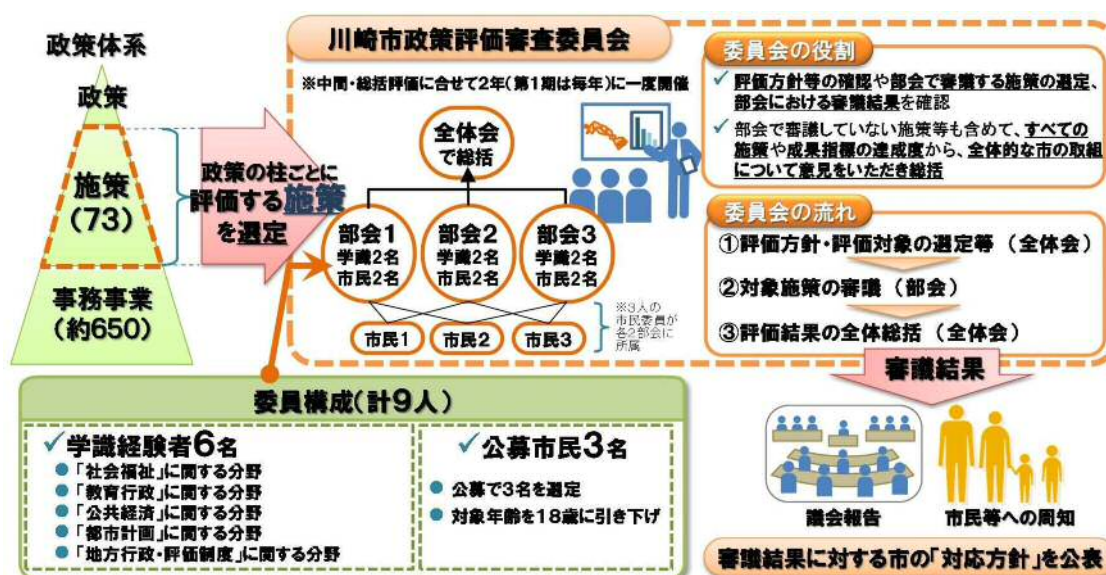 政策体系
政策
施策
(73)
事務事業
(約650)
政策の柱ごとに
評価する施策
を選定
川崎市政策評価審査委員会
※中間・総括評価に合せて2年(第1期は毎年)に一度開催
全体会
で総括
部会1
学識2名
市民2名
部会2
学識2名
市民2名
部会3
学識2名
市民2名
市民1
市民2
市民3
※3人の
市民委員が
各2部会に
所属
委員会の役割
✓ 評価方針等の確認や部会で審議する施策の選定、
部会における審議結果を確認
✓ 部会で審議していない施策等も含めて、すべての
施策や成果指標の達成度から、全体的な市の取組
について意見をいただき総括
委員会の流れ
①評価方針・評価対象の選定等（全体会）
②対象施策の審議（部会）
③評価結果の全体総括（全体会）
審議結果
議会報告
市民等への周知
審議結果に対する市の「対応方針」を公表
委員構成(計9人)
✓学識経験者6名
● 「社会福祉」に関する分野
● 「教育行政」に関する分野
● 「公共経済」に関する分野
● 「都市計画」に関する分野
● 「地方行政・評価制度」に関する分野
✓ 公募市民3名
● 公募で3名を選定
● 対象年齢を18歳に引き下げ